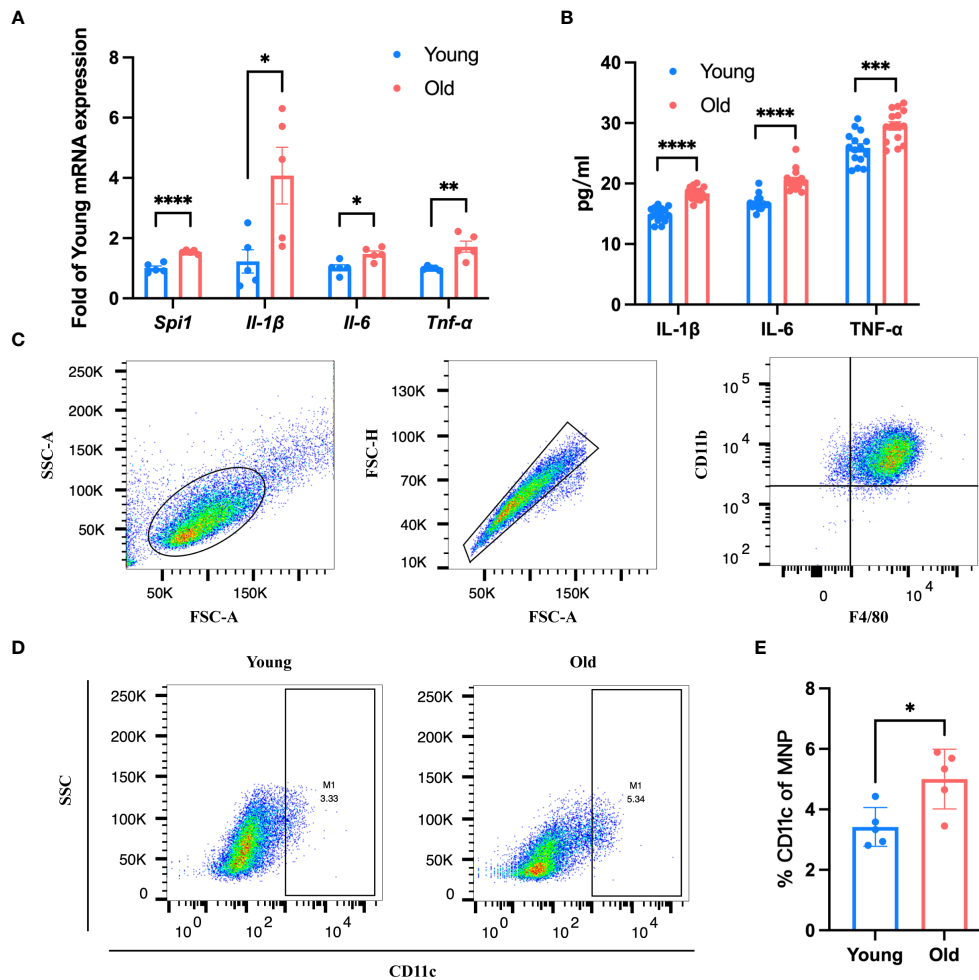 A
Fold of Young mRNA expression
8
6
4
2
0
Young
Old
****
*
*
**
Spi1
Il-1β
Il-6
Tnf-α
B
pg/ml
40
30
20
10
0
Young
Old
****
****
***
IL-1β
IL-6
TNF-α
C
SSC-A
250K
200K
150K
100K
50K
50K 150K
FSC-A
FSC-H
130K
100K
70K
40K
10K
50K 150K
FSC-A
CD11b
10^5
10^4
10^3
10^2
0 10^4
F4/80
D
SSC
Young
250K
200K
150K
100K
50K
0
M1
3.33
10^0 10^2 10^4
Old
250K
200K
150K
100K
50K
0
M1
5.34
10^0 10^2 10^4
CD11c
E
% CD11c of MNP
8
6
4
2
0
*
Young Old